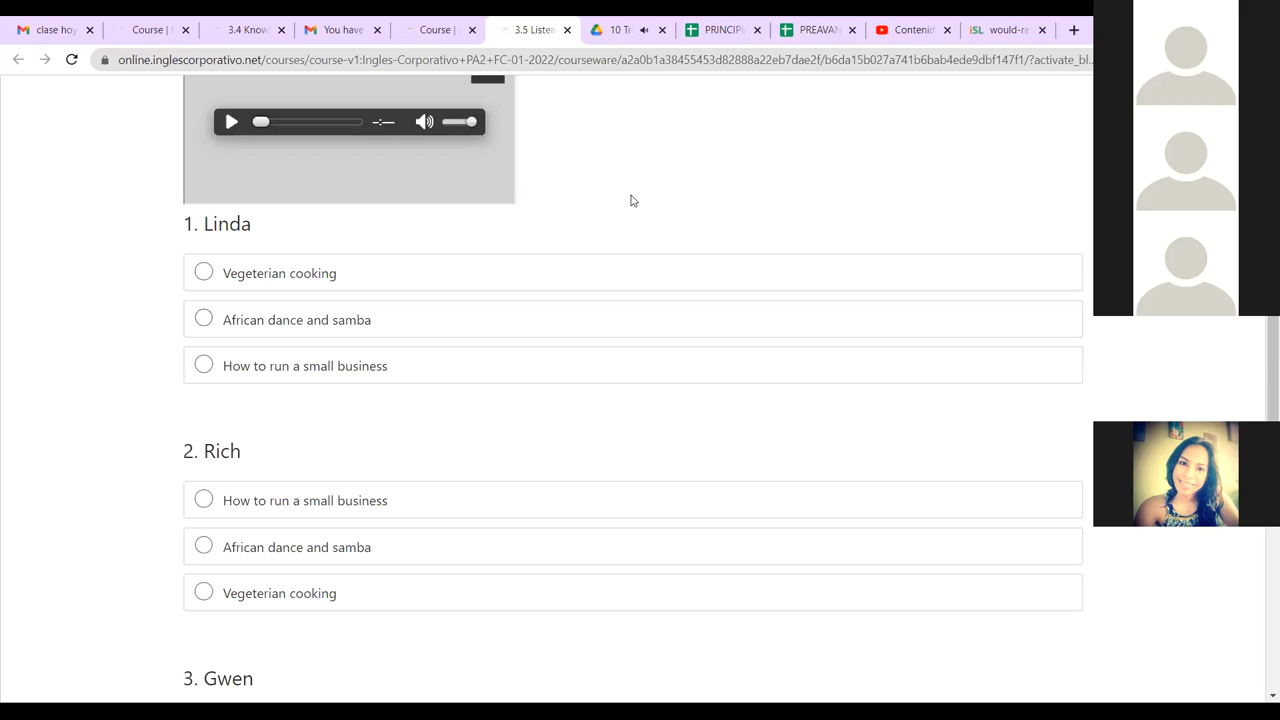 clase hoy
Course |
3.4 Know
You have
Course |
3.5 Listen
10 Tr
PRINCIPI
PREAVAN
Contenid
would-ra
online.inglescorporativo.net/courses/course-v1:Ingles-Corporativo+PA2+FC-01-2022/courseware/a2a0b1a38455453d82888a22eb7dae2f/b6da15b027a741b6bab4ede9dbf147f1/?activate_bl...
-:--
1. Linda
Vegeterian cooking
African dance and samba
How to run a small business
2. Rich
How to run a small business
African dance and samba
Vegeterian cooking
3. Gwen